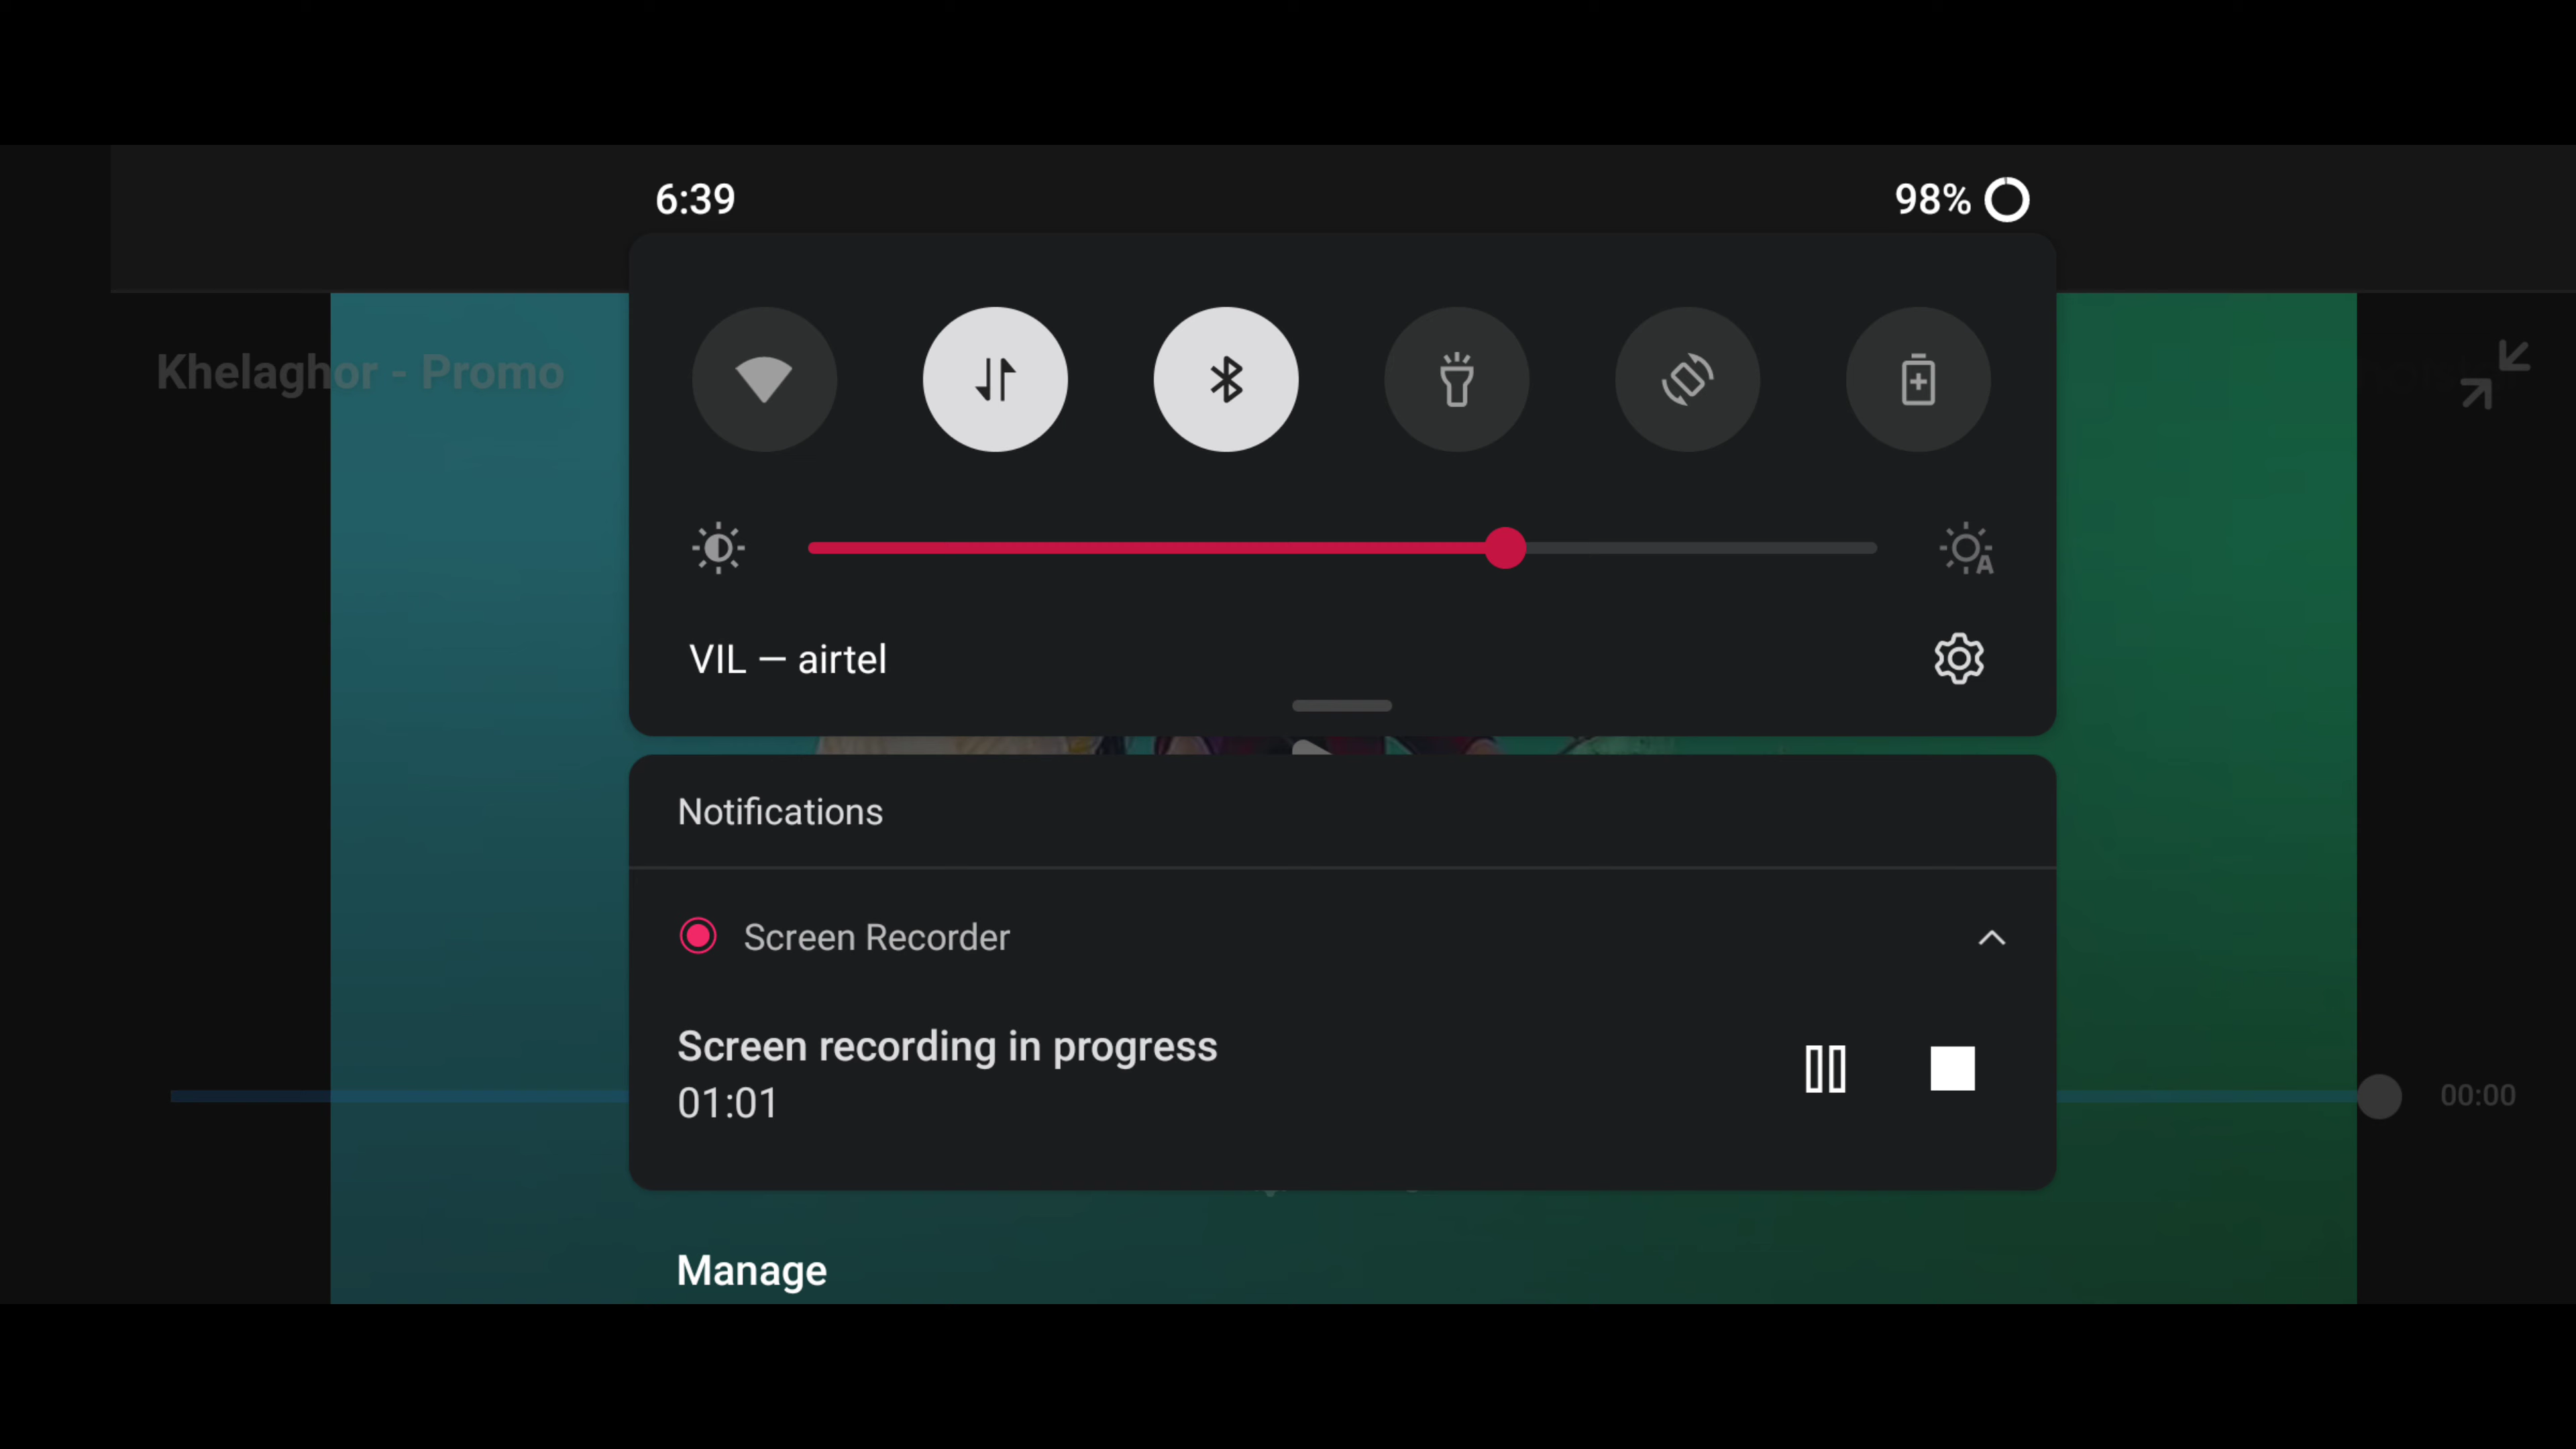 6:39
98%
Khelaghor - Promo
VIL — airtel
Notifications
Screen Recorder
Screen recording in progress
01:01
00:00
Manage